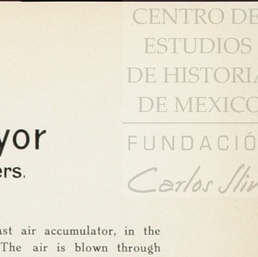 CENTRO DE
ESTUDIOS
DE HISTORIA
DE MEXICO
FUNDACIÓ
Carlos Slim
yor
ers.
ast air accumulator, in the
The air is blown through